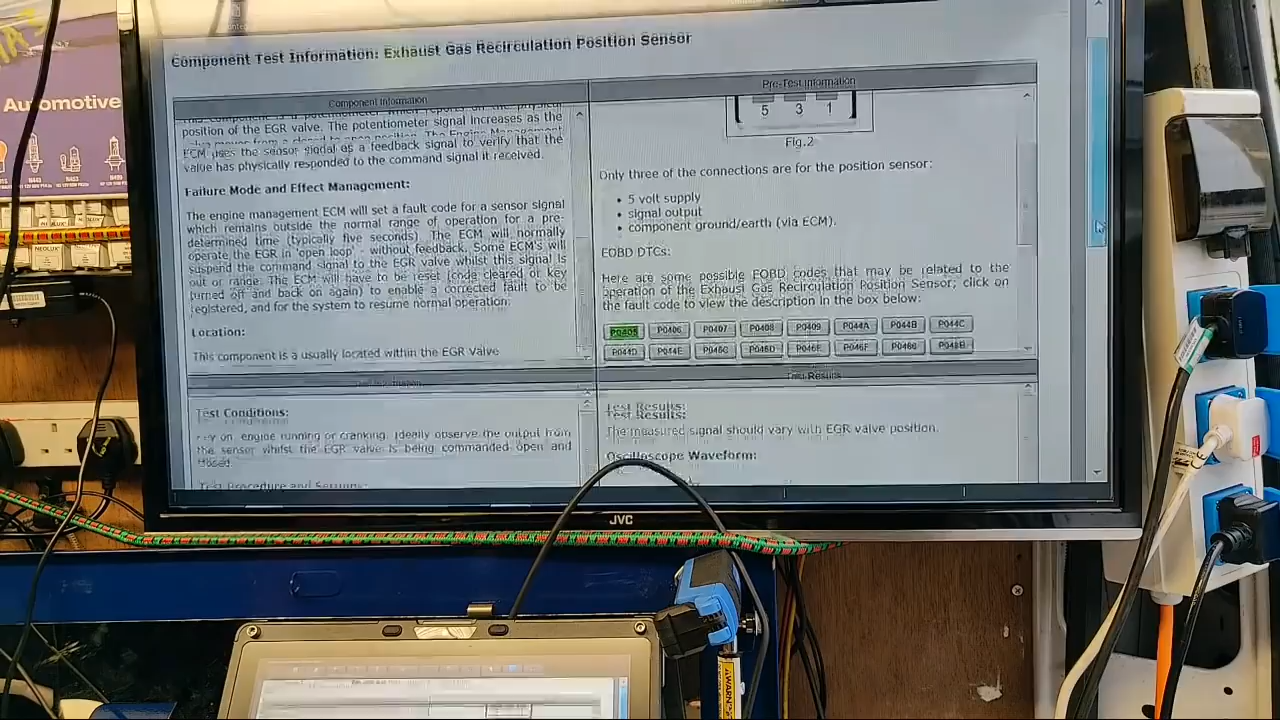 Component Test Information: Exhaust Gas Recirculation Position Sensor
Component Information
position of the EGR valve. The potentiometer signal increases as the
ECM uses the sensor signal as a feedback signal to verify that the
valve has physically responded to the command signal it received.
Failure Mode and Effect Management:
The engine management ECM will set a fault code for a sensor signal
which remains outside the normal range of operation for a pre-
determined time (typically five seconds). The ECM will normally
operate the EGR in 'open loop' - without feedback. Some ECM's will
suspend the command signal to the EGR valve whilst this signal is
out of range. The ECM will have to be reset (code cleared or key
turned off and back on again) to enable a corrected fault to be
registered, and for the system to resume normal operation.
Location:
This component is a usually located within the EGR valve
Pre-Test Information
5 3 1
Fig.2
Only three of the connections are for the position sensor:
• 5 volt supply
• signal output
• component ground/earth (via ECM).
EOBD DTCs:
Here are some possible EOBD codes that may be related to the
operation of the Exhaust Gas Recirculation Position Sensor; click on
the fault code to view the description in the box below:
P0405 P0406 P0407 P0408 P0409 P044A P044B P044C
P044D P044E P045C P045D P045E P045F P0486 P048B
Test Conditions:
Key on, engine running or cranking. Ideally observe the output from
the sensor whilst the EGR valve is being commanded open and
closed.
Test Results
Test Results:
The measured signal should vary with EGR valve position.
Oscilloscope Waveform:
JVC
Automotive